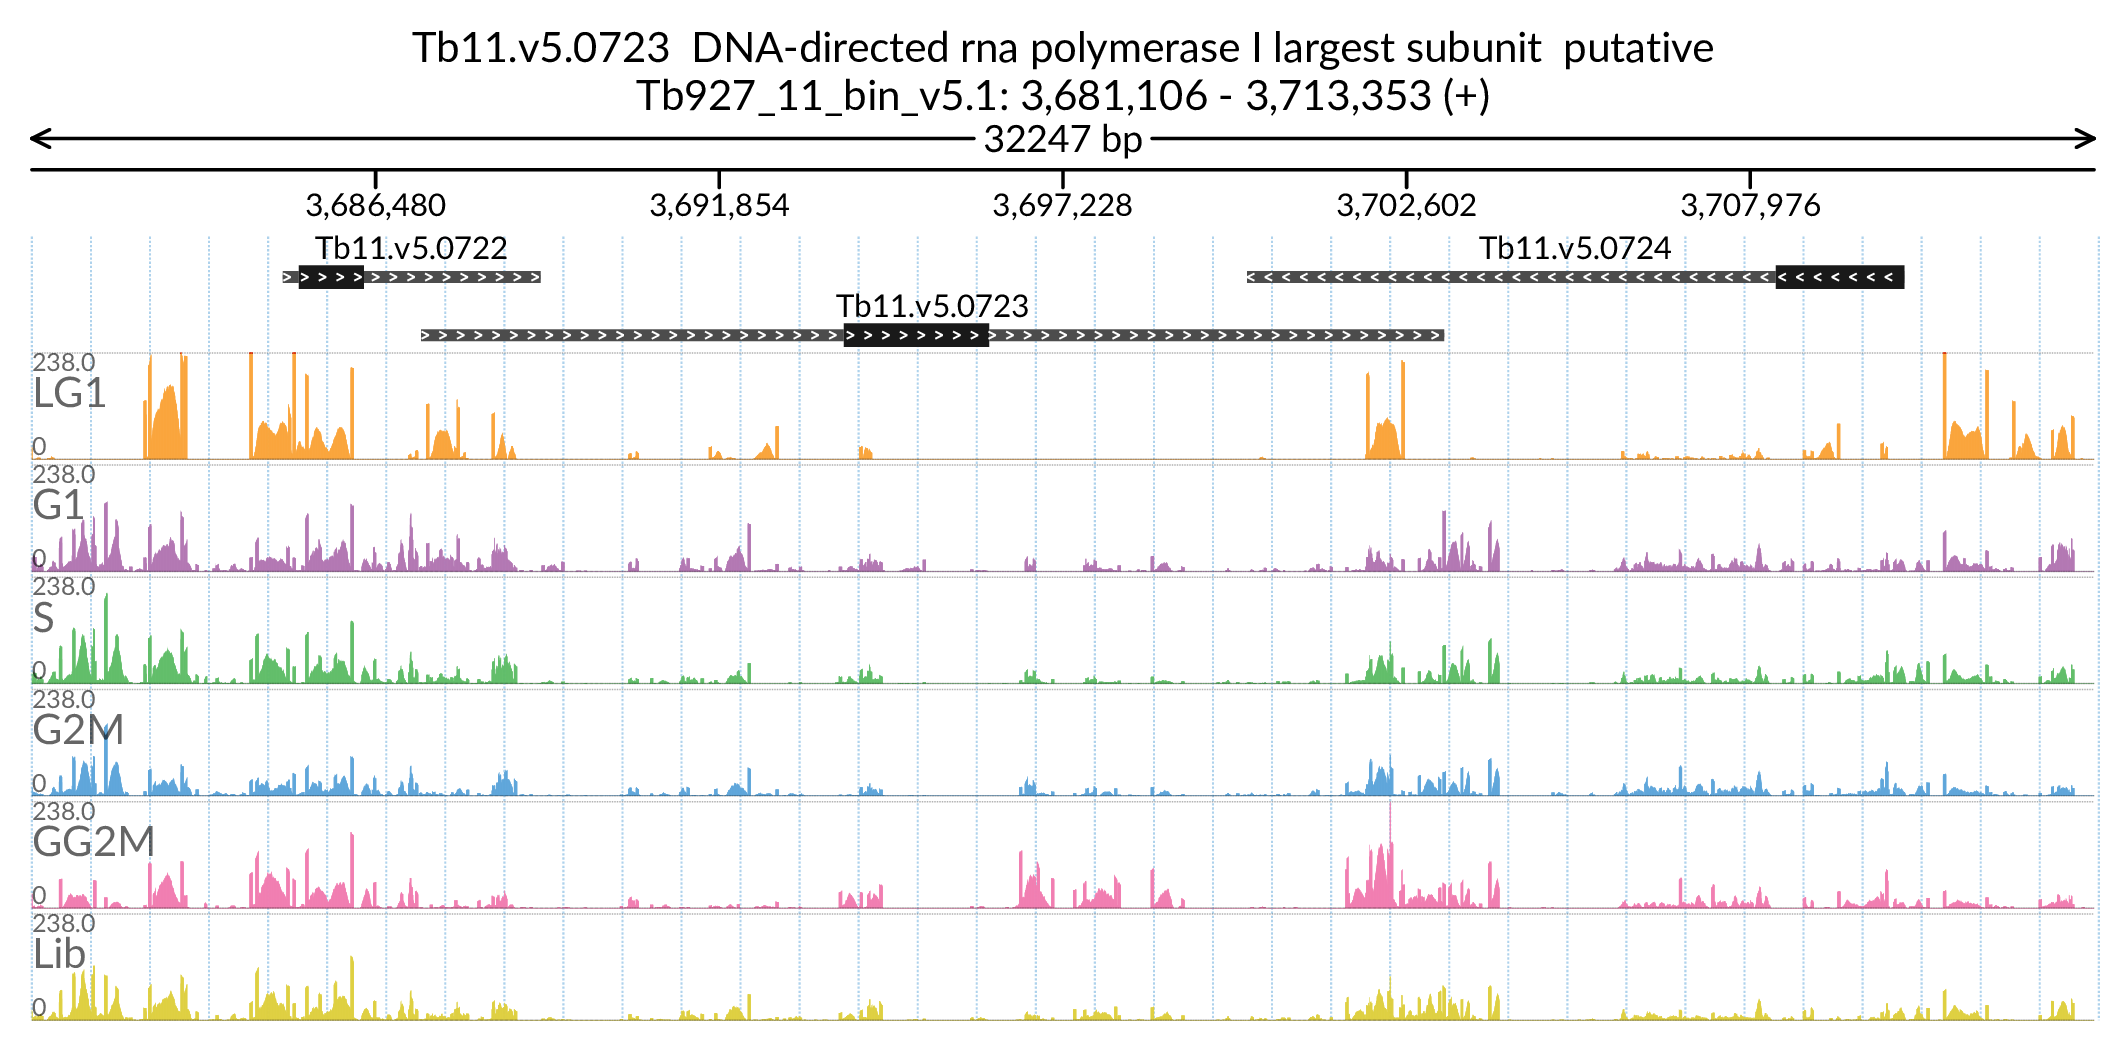 Tb11.v5.0723 DNA-directed rna polymerase I largest subunit putative
Tb927_11_bin_v5.1: 3,681,106 - 3,713,353 (+)
32247 bp
3,686,480 3,691,854 3,697,228 3,702,602 3,707,976
Tb11.v5.0722 Tb11.v5.0724
Tb11.v5.0723
238.0
LG1
0
238.0
G1
0
238.0
S
0
238.0
G2M
0
238.0
GG2M
0
238.0
Lib
0